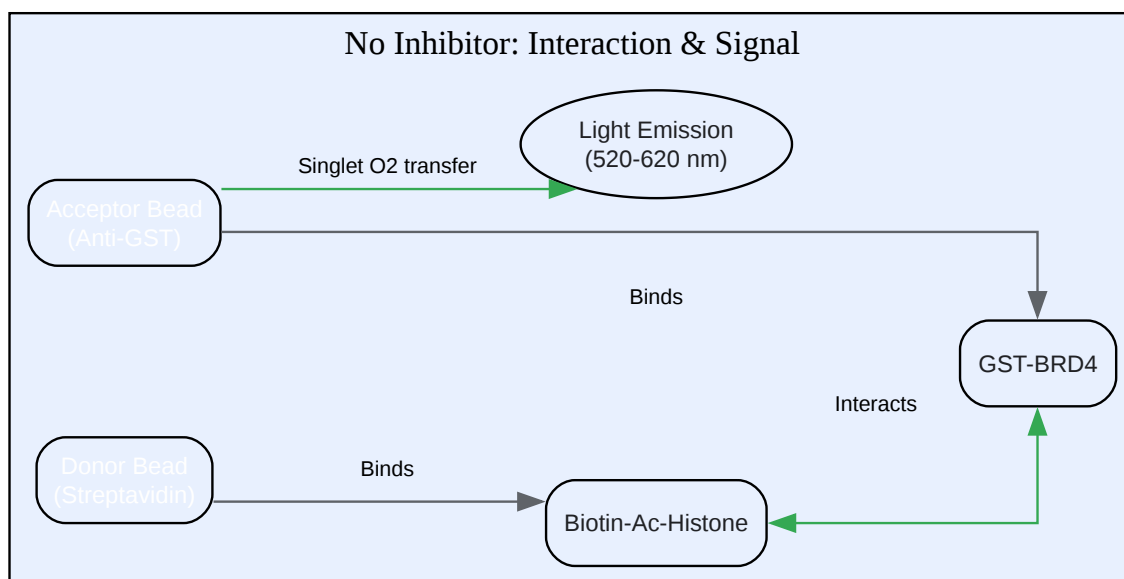 No Inhibitor: Interaction & Signal
Light Emission
(520-620 nm)
Singlet O2 transfer
Acceptor Bead
(Anti-GST)
Binds
GST-BRD4
Interacts
Donor Bead
(Streptavidin)
Binds
Biotin-Ac-Histone